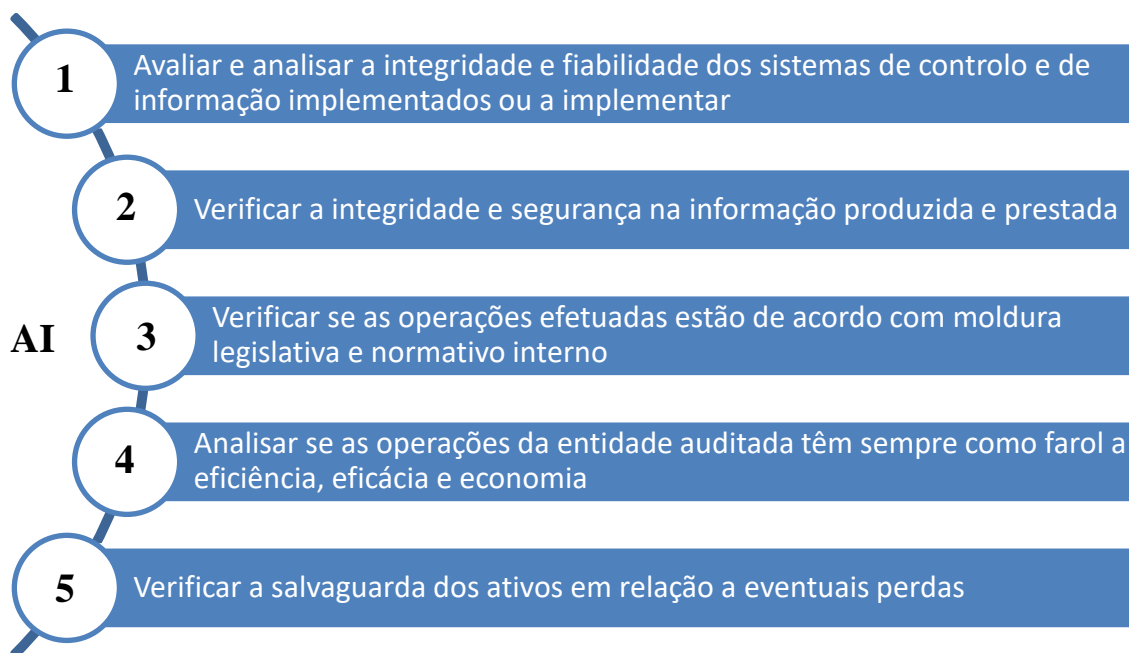 1
Avaliar e analisar a integridade e fiabilidade dos sistemas de controlo e de
informação implementados ou a implementar
2
Verificar a integridade e segurança na informação produzida e prestada
AI
3
Verificar se as operações efetuadas estão de acordo com moldura
legislativa e normativo interno
4
Analisar se as operações da entidade auditada têm sempre como farol a
eficiência, eficácia e economia
5
Verificar a salvaguarda dos ativos em relação a eventuais perdas